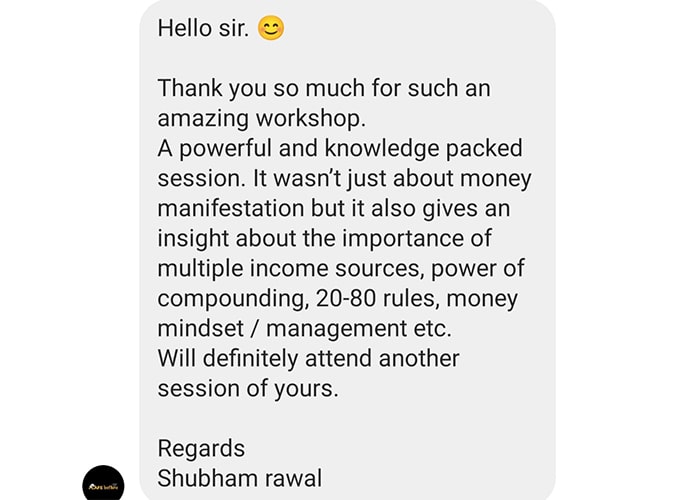 Hello sir. 😊
Thank you so much for such an
amazing workshop.
A powerful and knowledge packed
session. It wasn’t just about money
manifestation but it also gives an
insight about the importance of
multiple income sources, power of
compounding, 20-80 rules, money
mindset / management etc.
Will definitely attend another
session of yours.
Regards
Shubham rawal